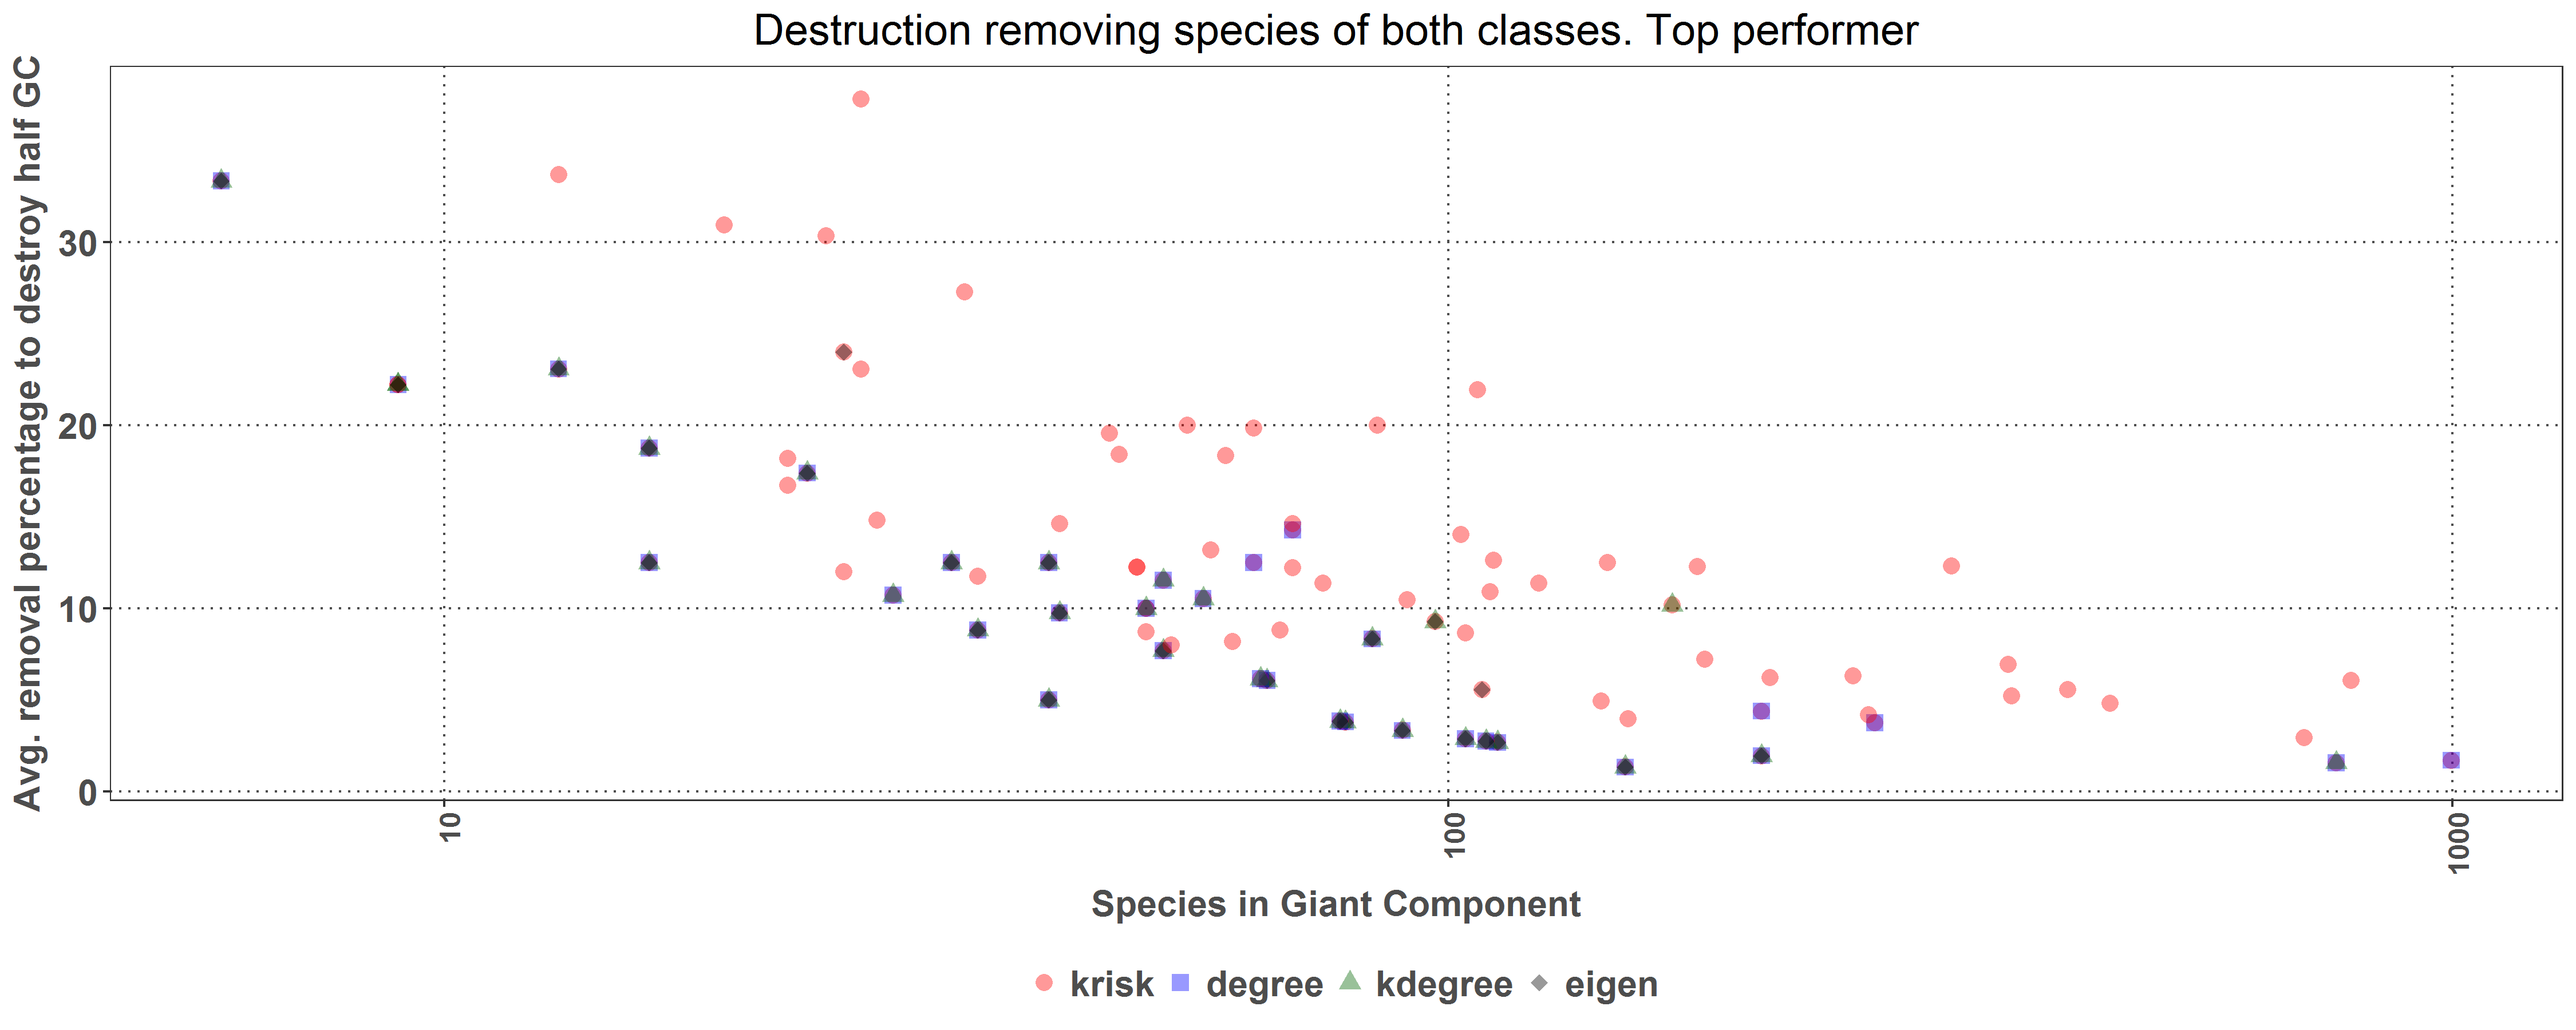 Destruction removing species of both classes. Top performer
Avg. removal percentage to destroy half GC
30
20
10
0
10
100
1000
Species in Giant Component
krisk degree kdegree eigen